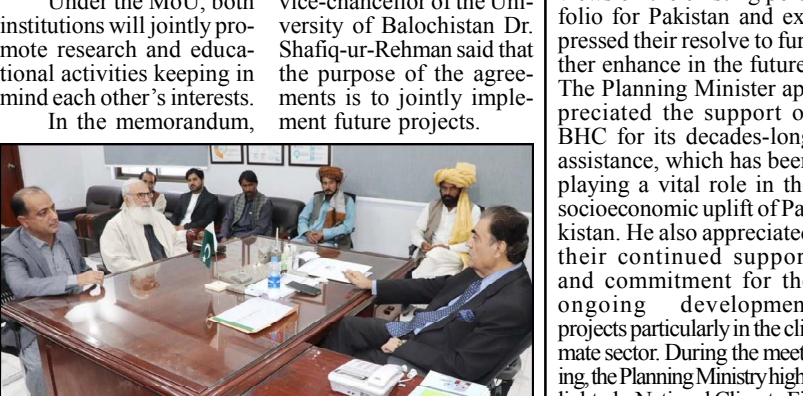 Under the MoU, both
institutions will jointly pro-
mote research and educa-
tional activities keeping in
mind each other's interests.
In the memorandum,
vice-chancellor of the Uni-
versity of Balochistan Dr.
Shafiq-ur-Rehman said that
the purpose of the agree-
ments is to jointly imple-
ment future projects.
folio for Pakistan and ex
pressed their resolve to fur
ther enhance in the future
The Planning Minister ap
preciated the support o
BHC for its decades-long
assistance, which has been
playing a vital role in th
socioeconomic uplift of Pa
kistan. He also appreciated
their continued support
and commitment for the
ongoing developmen
projects particularly in the cli
mate sector. During the meet
ing, the Planning Ministry high